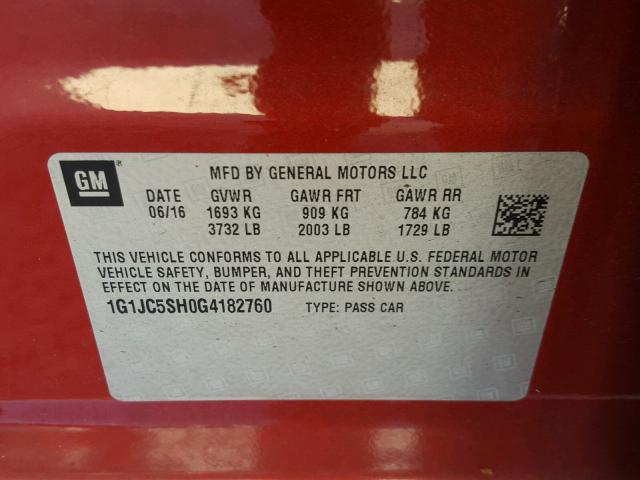 GM
MFD BY GENERAL MOTORS LLC
DATE GVWR GAWR FRT GAWR RR
06/16 1693 KG 909 KG 784 KG
3732 LB 2003 LB 1729 LB
THIS VEHICLE CONFORMS TO ALL APPLICABLE U.S. FEDERAL MOTOR
VEHICLE SAFETY, BUMPER, AND THEFT PREVENTION STANDARDS IN
EFFECT ON THE DATE OF MANUFACTURE SHOWN ABOVE.
1G1JC5SH0G4182760 TYPE: PASS CAR